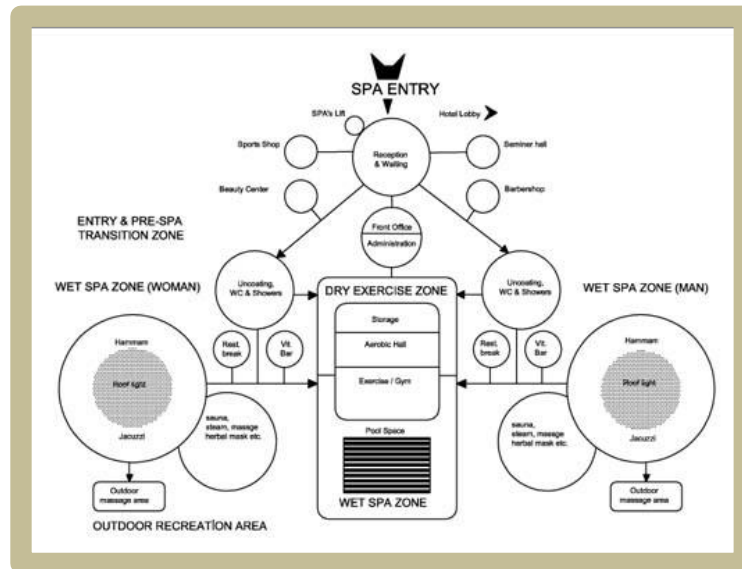 SPA ENTRY
SPA's Lift
Hotel Lobby
Sports Shop
Reception
& Waiting
Seminer hall
Beauty Center
Barbershop
ENTRY & PRE-SPA
TRANSITION ZONE
Front Office
Administration
WET SPA ZONE (WOMAN)
Uncoating,
WC & Showers
DRY EXERCISE ZONE
Uncoating,
WC & Showers
WET SPA ZONE (MAN)
Storage
Hammam
Rest.
break
Vit.
Bar
Aerobic Hall
Rest.
break
Vit.
Bar
Hammam
Roof light
Exercise / Gym
Roof light
Jacuzzi
sauna,
steam, massge
herbal mask etc.
Pool Space
sauna,
steam, massge
herbal mask etc.
Jacuzzi
Outdoor
massage area
WET SPA ZONE
Outdoor
massage area
OUTDOOR RECREATİON AREA